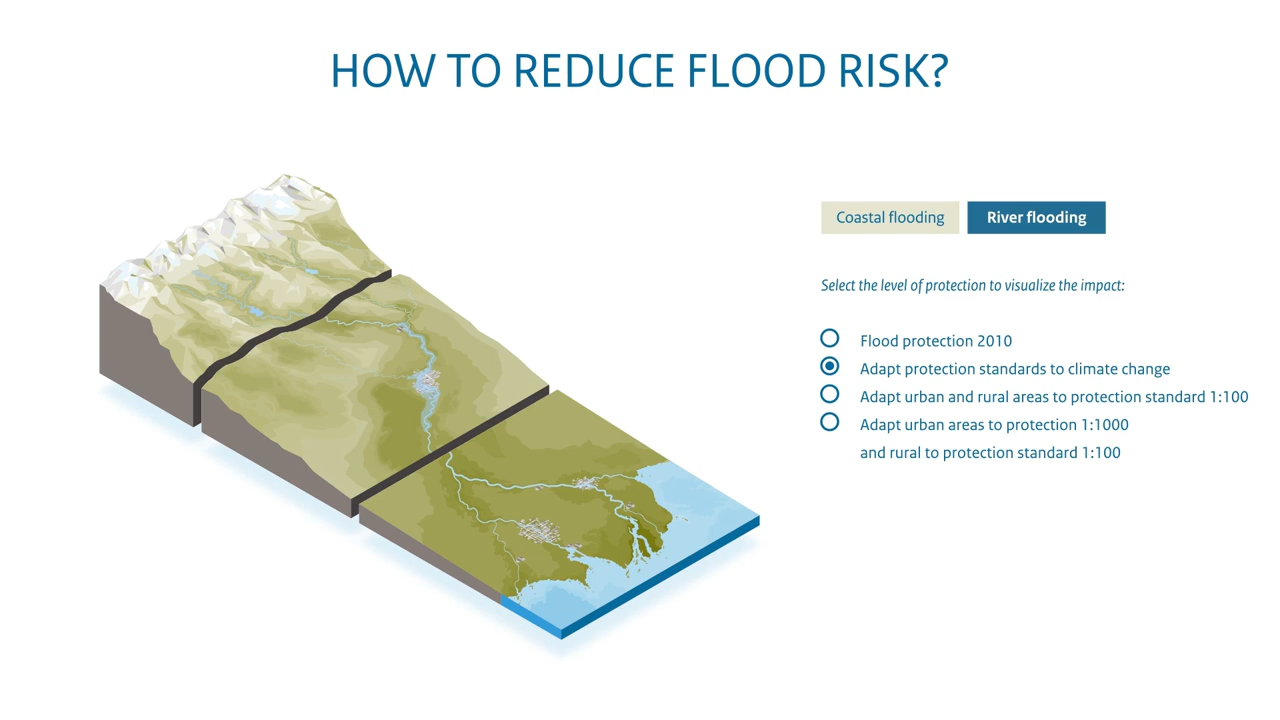 HOW TO REDUCE FLOOD RISK?
Coastal flooding
River flooding
Select the level of protection to visualize the impact:
Flood protection 2010
Adapt protection standards to climate change
Adapt urban and rural areas to protection standard 1:100
Adapt urban areas to protection 1:1000
and rural to protection standard 1:100